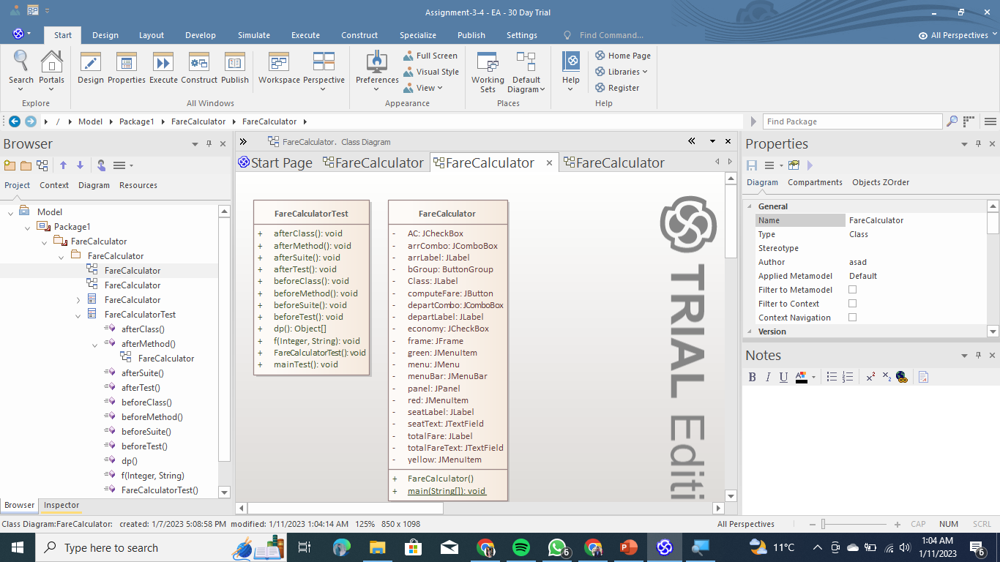 Assignment-3-4 - EA - 30 Day Trial
Start Design Layout Develop Simulate Execute Construct Specialize Publish Settings Find Command... All Perspectives
Search Portals Design Properties Execute Construct Publish Workspace Perspective Preferences Full Screen Visual Style View Working Sets Default Diagram Help Home Page Libraries Register
Explore All Windows Appearance Places Help
/ Model Package1 FareCalculator FareCalculator Find Package
Browser
Project Context Diagram Resources
Model
Package1
FareCalculator
FareCalculator
FareCalculator
FareCalculator
FareCalculator
FareCalculatorTest
afterClass()
afterMethod()
FareCalculator
afterSuite()
afterTest()
beforeClass()
beforeMethod()
beforeSuite()
beforeTest()
dp()
f(Integer, String)
FareCalculatorTest()
Browser Inspector
FareCalculator. Class Diagram
Start Page FareCalculator FareCalculator FareCalculator
FareCalculatorTest
+ afterClass(): void
+ afterMethod(): void
+ afterSuite(): void
+ afterTest(): void
+ beforeClass(): void
+ beforeMethod(): void
+ beforeSuite(): void
+ beforeTest(): void
+ dp(): Object[]
+ f(Integer, String): void
+ FareCalculatorTest(): void
+ mainTest(): void
FareCalculator
- AC: JCheckBox
- arrCombo: JComboBox
- arrLabel: JLabel
- bGroup: ButtonGroup
- Class: JLabel
- computeFare: JButton
- departCombo: JComboBox
- departLabel: JLabel
- economy: JCheckBox
- frame: JFrame
- green: JMenuItem
- menu: JMenu
- menuBar: JMenuBar
- panel: JPanel
- red: JMenuItem
- seatLabel: JLabel
- seatText: JTextField
- totalFare: JLabel
- totalFareText: JTextField
- yellow: JMenuItem
+ FareCalculator()
+ main(String[]): void
TRIAL Editi
Properties
Diagram Compartments Objects ZOrder
General
Name FareCalculator
Type Class
Stereotype
Author asad
Applied Metamodel Default
Filter to Metamodel
Filter to Context
Context Navigation
Version
Notes
B I U A x² x₂
Class Diagram:FareCalculator: created: 1/7/2023 5:08:58 PM modified: 1/11/2023 1:04:14 AM 125% 850 x 1098 All Perspectives CAP NUM SCRL
Type here to search 6 11°C 1:04 AM
1/11/2023 6